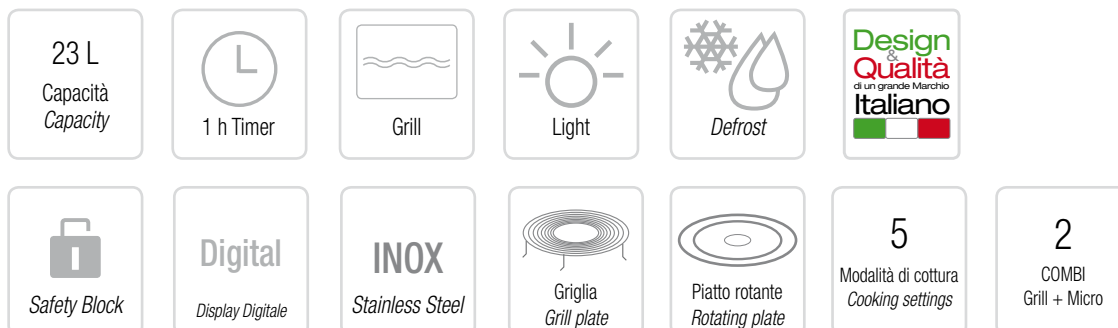 23 L
Capacità
Capacity
1 h Timer
Grill
Light
Defrost
Design
&
Qualità
di un grande Marchio
Italiano
Safety Block
Digital
Display Digitale
INOX
Stainless Steel
Griglia
Grill plate
Piatto rotante
Rotating plate
5
Modalità di cottura
Cooking settings
2
COMBI
Grill + Micro